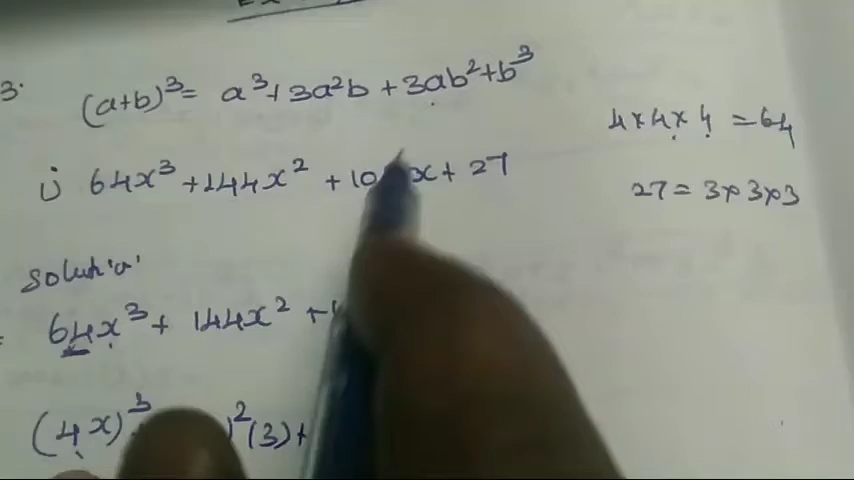 3. (a+b)³ = a³+3a²b +3ab²+b³
4×4×4 = 64
i) 64x³ +144x² +10 x+ 27
27 = 3×3×3
Solution
64x³ + 144x² +
(4x)³ )²(3)+